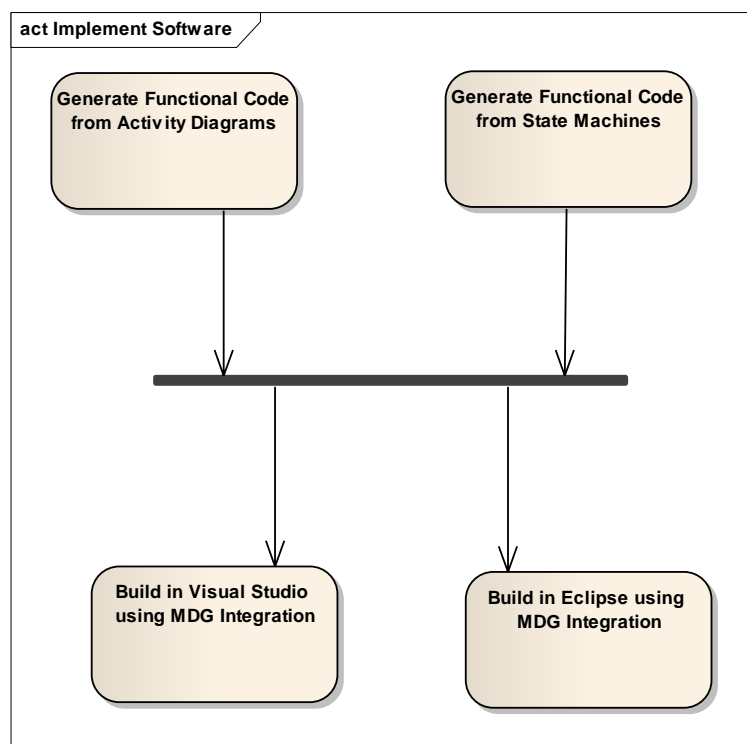 act Implement Software
Generate Functional Code
from Activity Diagrams
Generate Functional Code
from State Machines
Build in Visual Studio
using MDG Integration
Build in Eclipse using
MDG Integration